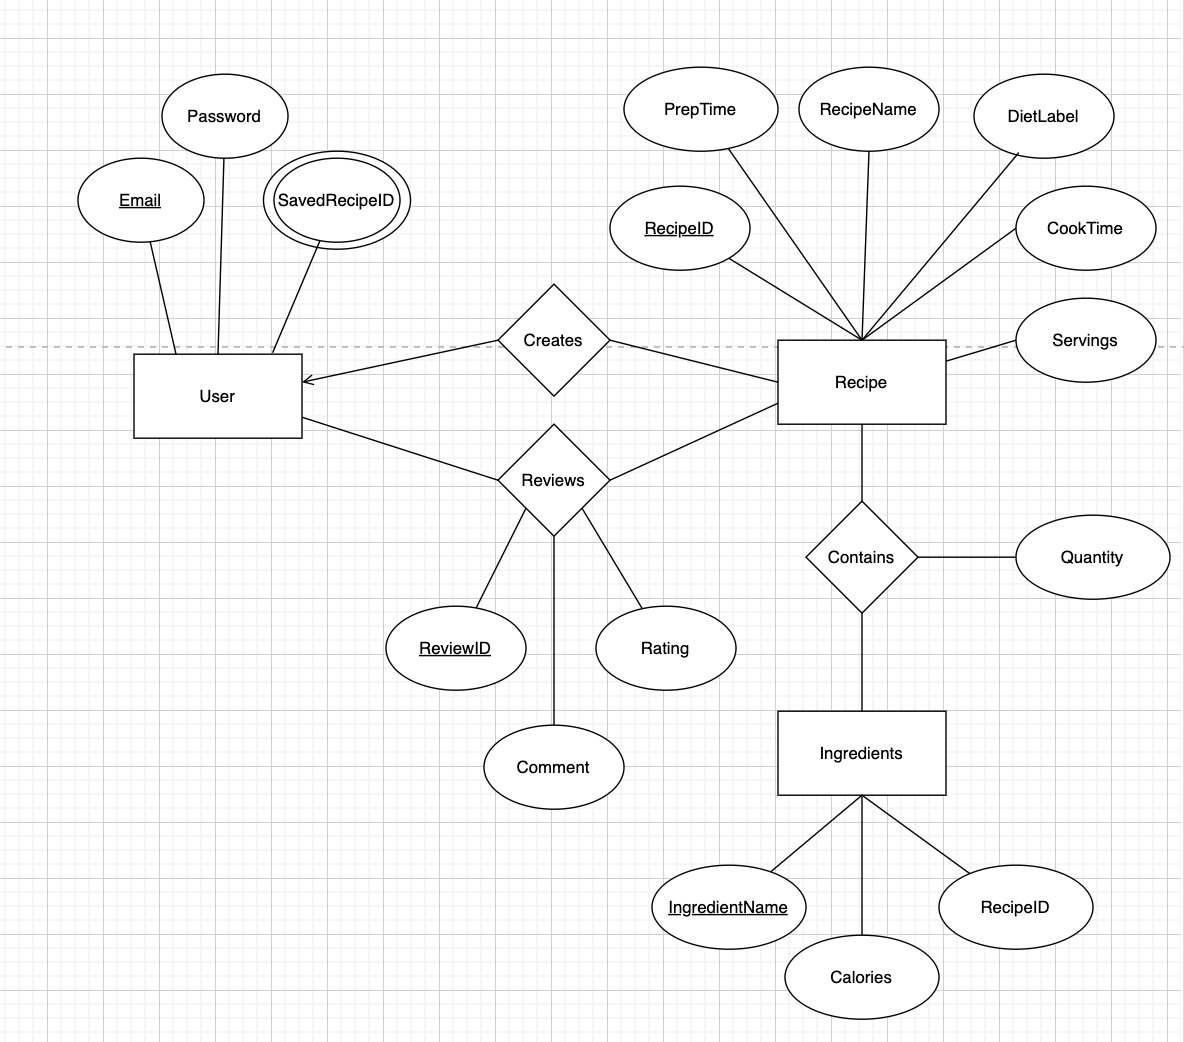 PrepTime
RecipeName
DietLabel
Password
Email
SavedRecipeID
RecipeID
CookTime
Creates
Servings
User
Recipe
Reviews
Contains
Quantity
ReviewID
Rating
Comment
Ingredients
IngredientName
RecipeID
Calories